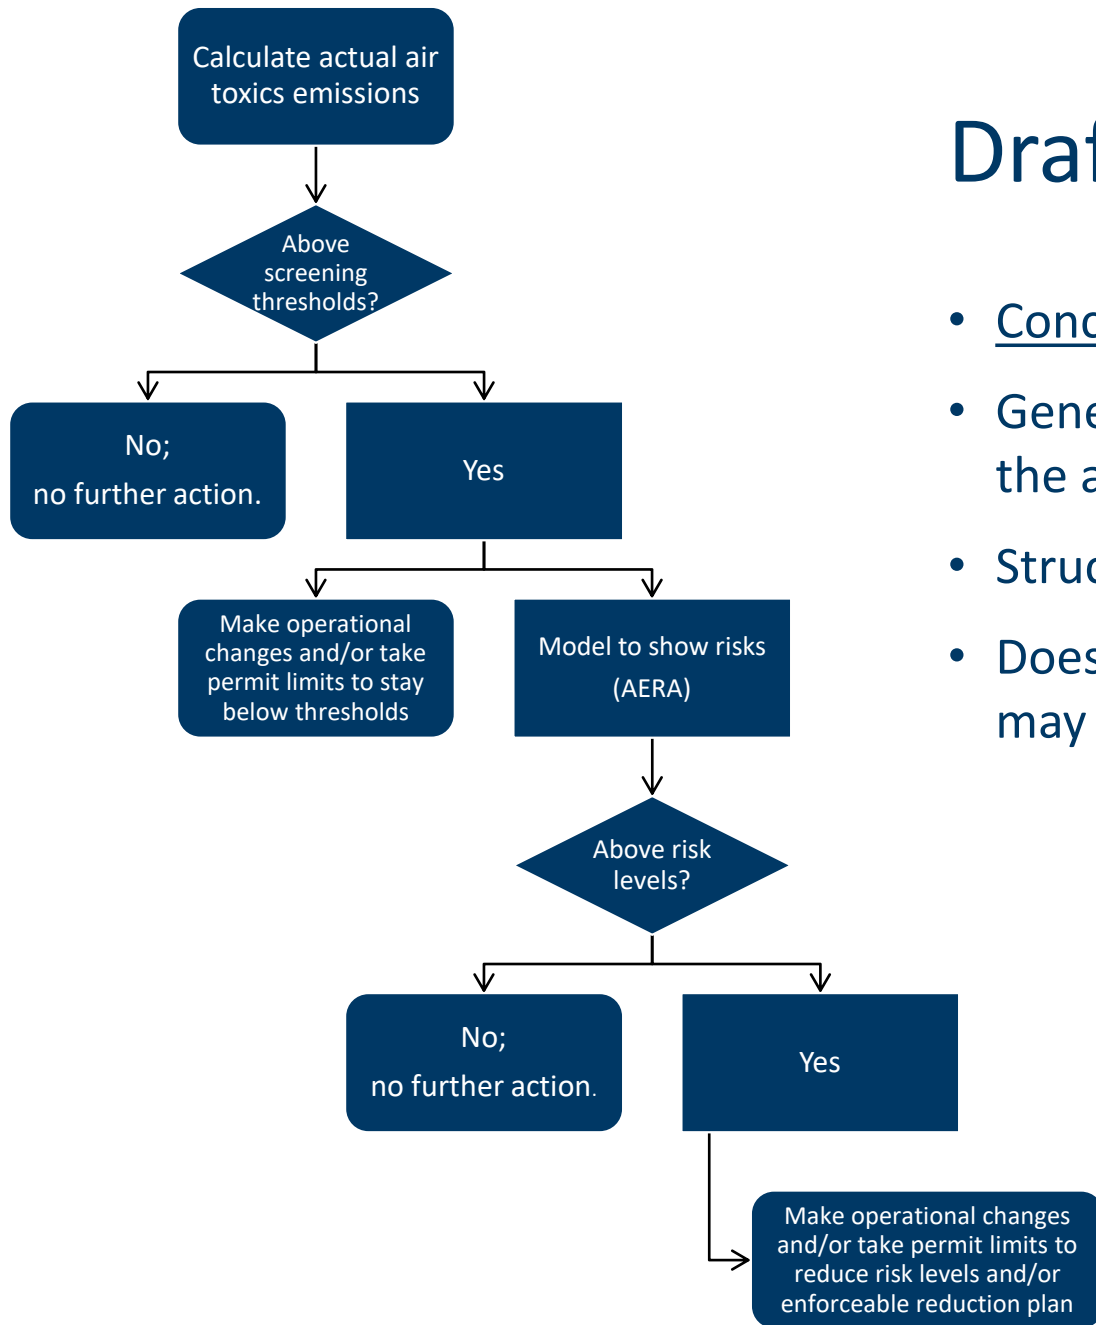 Calculate actual air
toxics emissions
Above
screening
thresholds?
No;
no further action.
Yes
Make operational
changes and/or take
permit limits to stay
below thresholds
Model to show risks
(AERA)
Above risk
levels?
No;
no further action.
Yes
Make operational changes
and/or take permit limits to
reduce risk levels and/or
enforceable reduction plan
• 
• 
the
• 
• 
may